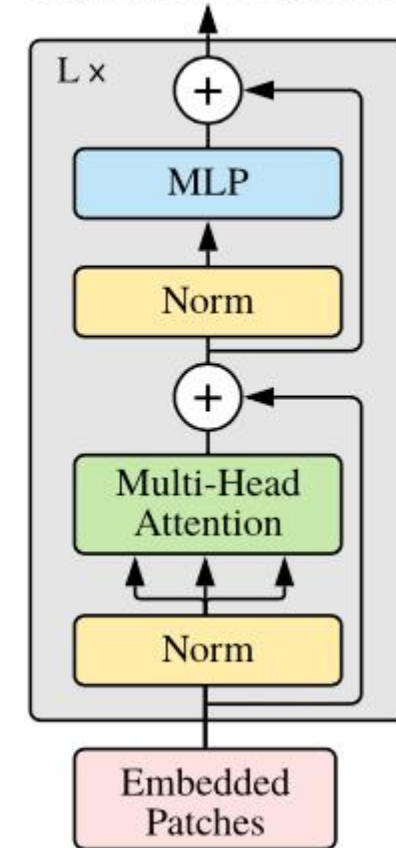 L ×
+
MLP
Norm
+
Multi-Head
Attention
Norm
Embedded
Patches